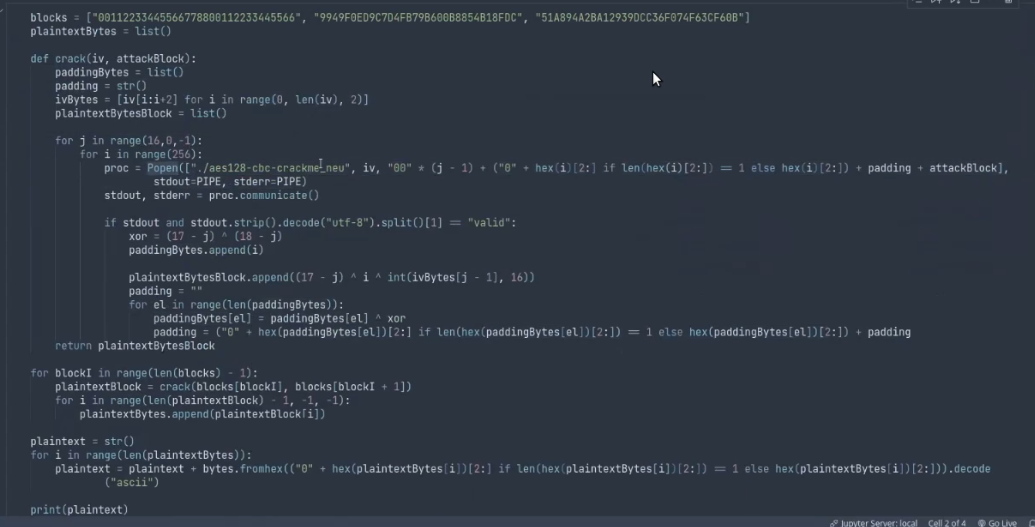 blocks = ["00112233445566778800112233445566", "9949F0ED9C7D4FB79B600B8854B18FDC", "51A894A2BA12939DCC36F074F63CF60B"]
plaintextBytes = list()
def crack(iv, attackBlock):
    paddingBytes = list()
    padding = str()
    ivBytes = [iv[i:i+2] for i in range(0, len(iv), 2)]
    plaintextBytesBlock = list()
    for j in range(16,0,-1):
        for i in range(256):
            proc = Popen(["./aes128-cbc-crackme_neu", iv, "00" * (j - 1) + ("0" + hex(i)[2:] if len(hex(i)[2:]) == 1 else hex(i)[2:]) + padding + attackBlock],
                    stdout=PIPE, stderr=PIPE)
            stdout, stderr = proc.communicate()
            if stdout and stdout.strip().decode("utf-8").split()[1] == "valid":
                xor = (17 - j) ^ (18 - j)
                paddingBytes.append(i)
                plaintextBytesBlock.append((17 - j) ^ i ^ int(ivBytes[j - 1], 16))
                padding = ""
                for el in range(len(paddingBytes)):
                    paddingBytes[el] = paddingBytes[el] ^ xor
                    padding = ("0" + hex(paddingBytes[el])[2:] if len(hex(paddingBytes[el])[2:]) == 1 else hex(paddingBytes[el])[2:]) + padding
    return plaintextBytesBlock
for blockI in range(len(blocks) - 1):
    plaintextBlock = crack(blocks[blockI], blocks[blockI + 1])
    for i in range(len(plaintextBlock) - 1, -1, -1):
        plaintextBytes.append(plaintextBlock[i])
plaintext = str()
for i in range(len(plaintextBytes)):
    plaintext = plaintext + bytes.fromhex(("0" + hex(plaintextBytes[i])[2:] if len(hex(plaintextBytes[i])[2:]) == 1 else hex(plaintextBytes[i])[2:])).decode
            ("ascii")
print(plaintext)
Jupyter Server: local Cell 2 of 4 Go Live